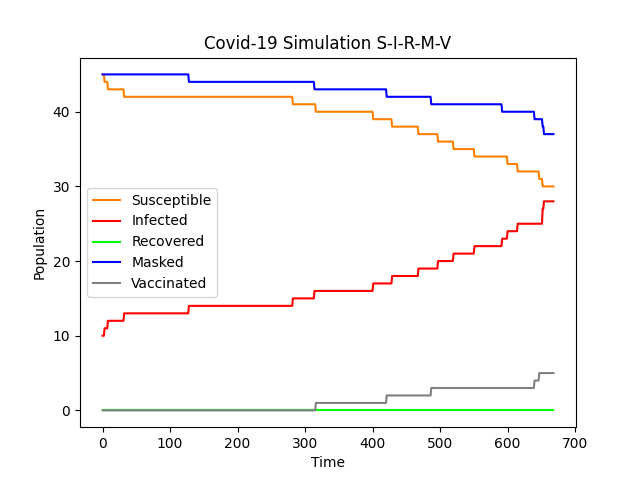 Covid-19 Simulation S-I-R-M-V
Population
40
30
20
10
0
Susceptible
Infected
Recovered
Masked
Vaccinated
0 100 200 300 400 500 600 700
Time